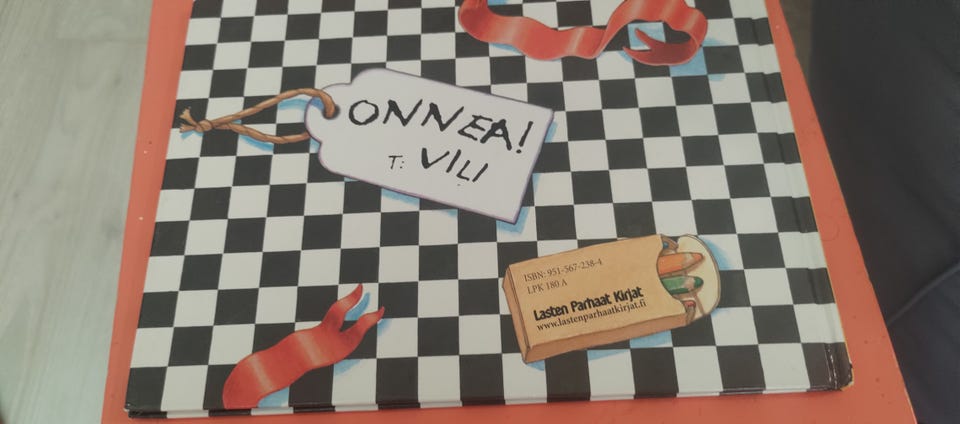 ONNEA!
T: VILI
ISBN: 951-567-238-4
LPK 180 A
Lasten Parhaat Kirjat
www.lastenparhaatkirjat.fi